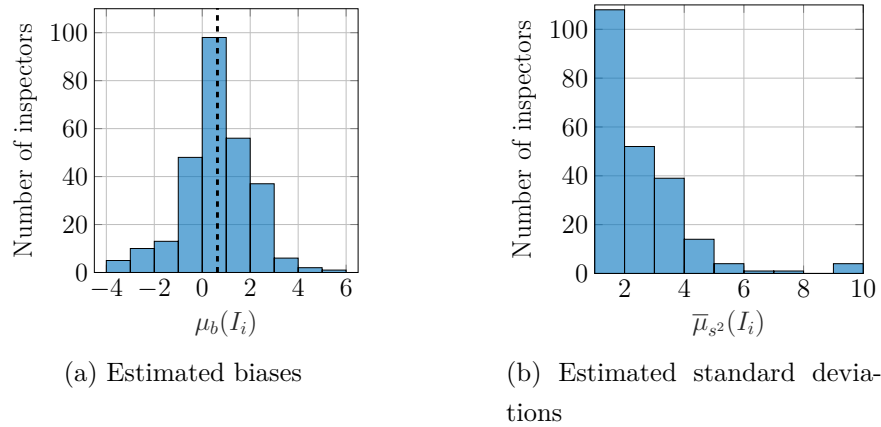 Number of inspectors
100
80
60
40
20
0
−4 −2 0 2 4 6
μ_b(I_i)
(a) Estimated biases
Number of inspectors
100
80
60
40
20
0
2 4 6 8 10
μ̅_{s²}(I_i)
(b) Estimated standard devia-
tions